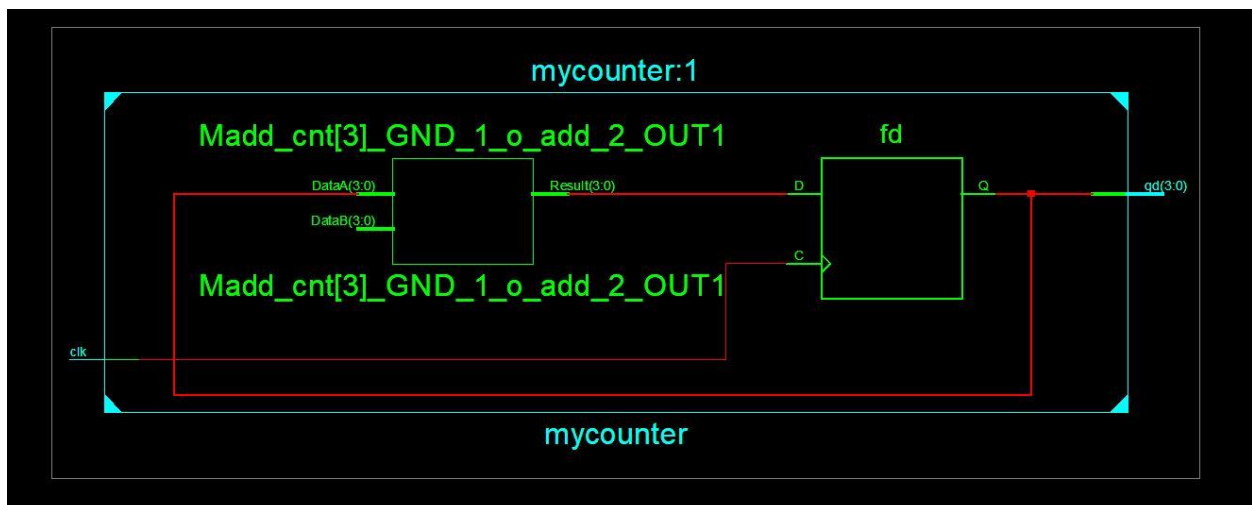 mycounter:1
Madd_cnt[3]_GND_1_o_add_2_OUT1
fd
DataA(3:0)
Result(3:0)
D
Q
qd(3:0)
DataB(3:0)
C
Madd_cnt[3]_GND_1_o_add_2_OUT1
clk
mycounter